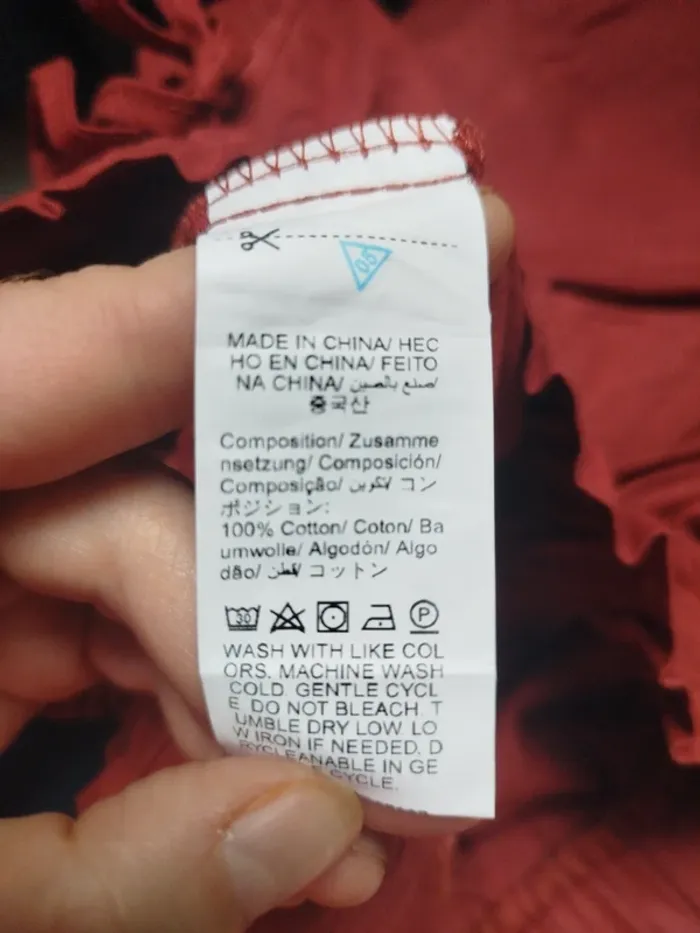 05
MADE IN CHINA/ HEC
HO EN CHINA/ FEITO
NA CHINA/ صنع بالصين/
중국산
Composition/ Zusamme
nsetzung/ Composición/
Composição/ تكوين/ コン
ポジション:
100% Cotton/ Coton/ Ba
umwolle/ Algodón/ Algo
dão/ قطن/ コットン
30 P
WASH WITH LIKE COL
ORS. MACHINE WASH
COLD. GENTLE CYCL
E. DO NOT BLEACH. T
UMBLE DRY LOW. LO
W IRON IF NEEDED. D
RYCLEANABLE IN GE
CYCLE.